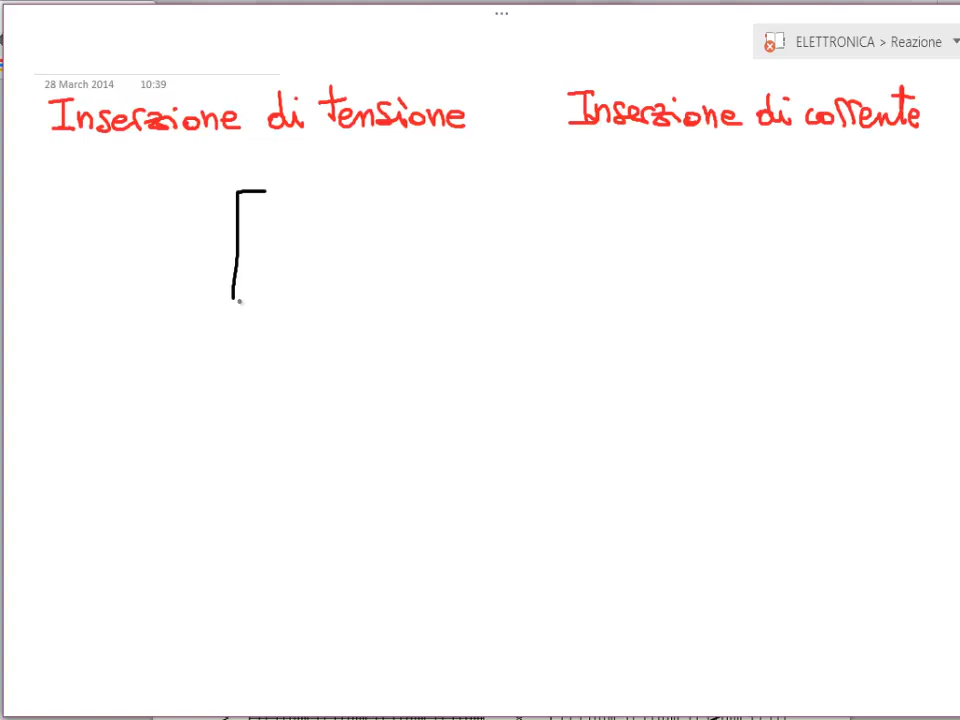 ...
ELETTRONICA > Reazione
28 March 2014 10:39
Inserzione di tensione
Inserzione di corrente